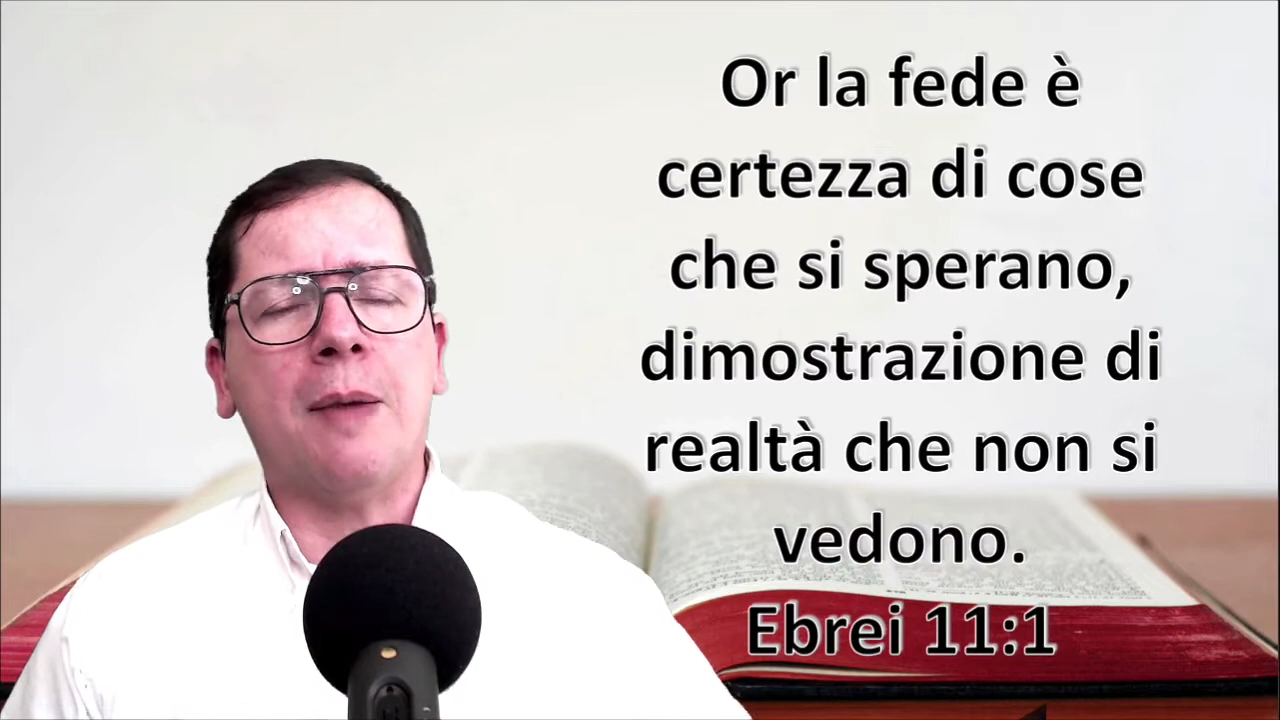 Or la fede è
certezza di cose
che si sperano,
dimostrazione di
realtà che non si
vedono.
Ebrei 11:1